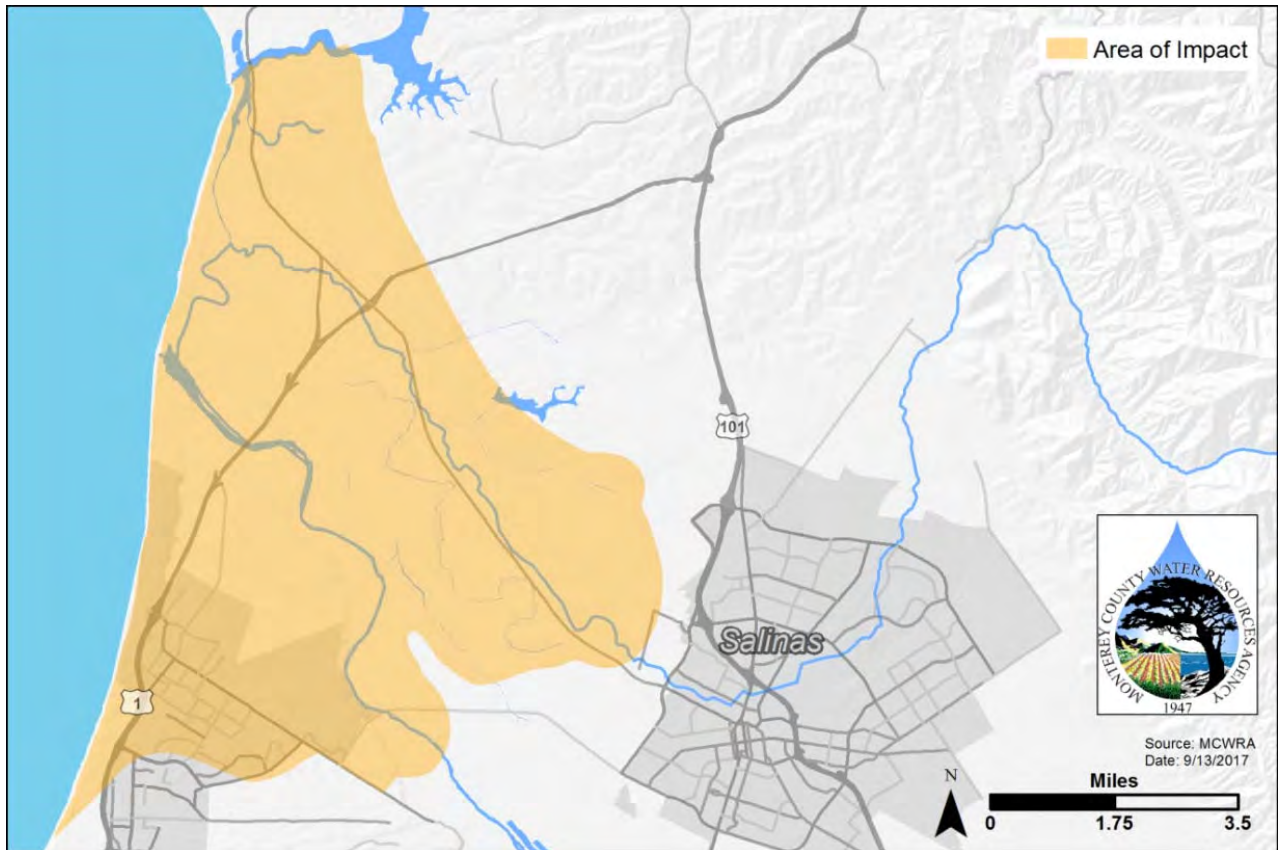 Area of Impact
101
Salinas
1
MONTEREY COUNTY WATER RESOURCES AGENCY
1947
Source: MCWRA
Date: 9/13/2017
N
Miles
0 1.75 3.5